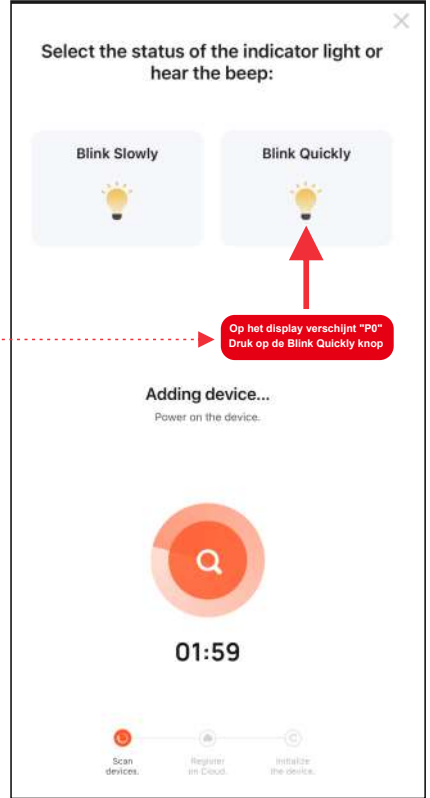 Select the status of the indicator light or
hear the beep:
Blink Slowly
Blink Quickly
Op het display verschijnt "P0"
Druk op de Blink Quickly knop
Adding device...
Power on the device.
01:59
Scan
devices.
Register
on Cloud.
Initialize
the device.